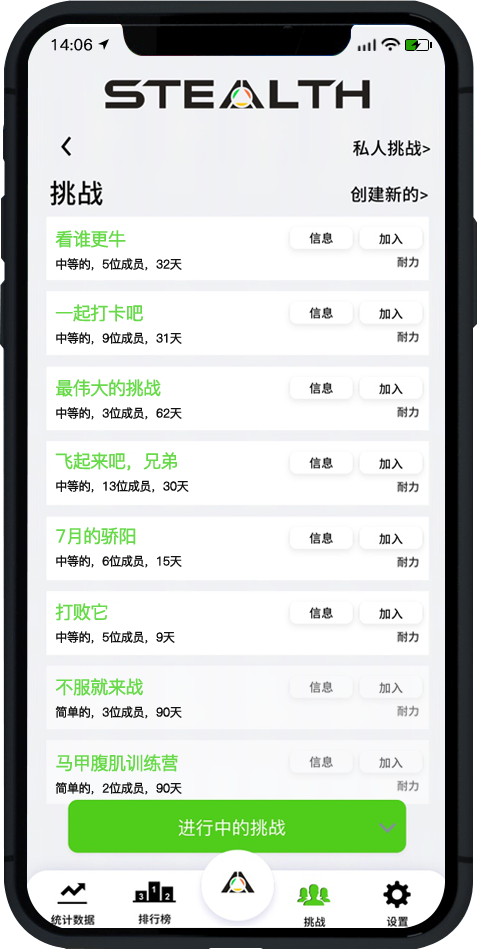 14:06
STEALTH
私人挑战>
挑战
创建新的>
看谁更牛
信息
加入
中等的，5位成员，32天
耐力
一起打卡吧
信息
加入
中等的，9位成员，31天
耐力
最伟大的挑战
信息
加入
中等的，3位成员，62天
耐力
飞起来吧，兄弟
信息
加入
中等的，13位成员，30天
耐力
7月的骄阳
信息
加入
中等的，6位成员，15天
耐力
打败它
信息
加入
中等的，5位成员，9天
耐力
不服就来战
信息
加入
简单的，3位成员，90天
耐力
马甲腹肌训练营
信息
加入
简单的，2位成员，90天
耐力
进行中的挑战
3 1 2
统计数据
排行榜
挑战
设置